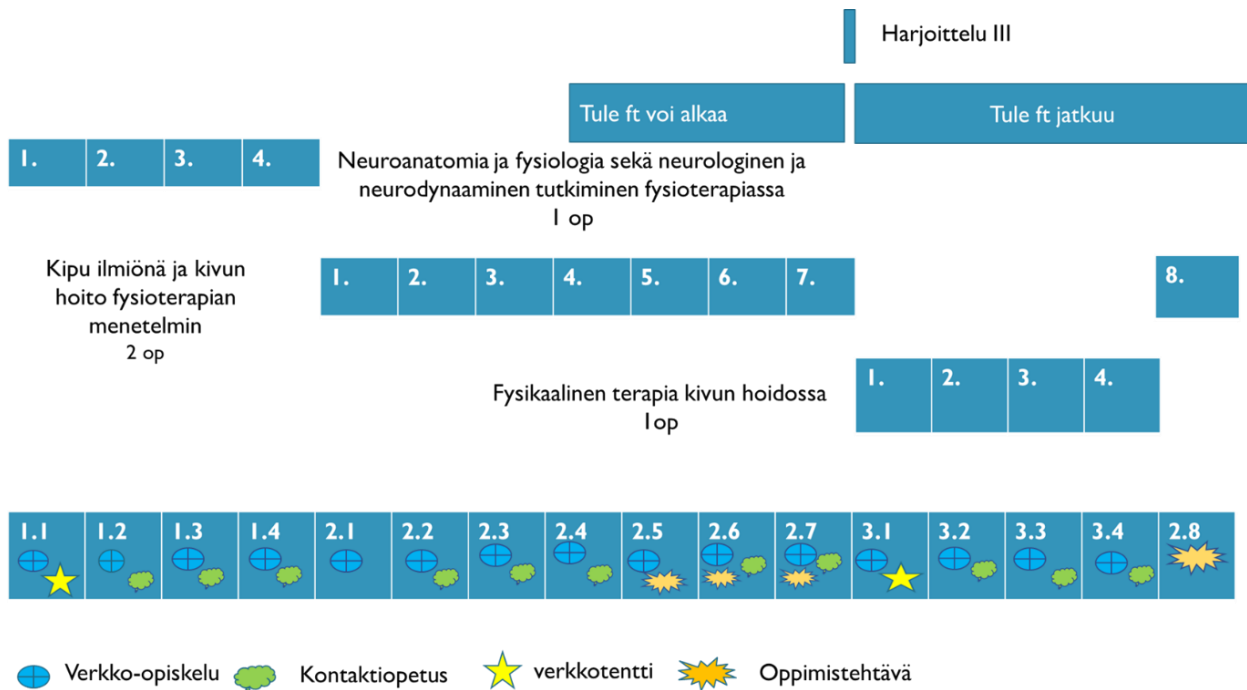 Harjoittelu III
Tule ft voi alkaa
Tule ft jatkuu
1. 2. 3. 4.
Neuroanatomia ja fysiologia sekä neurologinen ja
neurodynaaminen tutkiminen fysioterapiassa
1 op
Kipu ilmiönä ja kivun
hoito fysioterapian
menetelmin
2 op
1. 2. 3. 4. 5. 6. 7. 8.
Fysikaalinen terapia kivun hoidossa
1op
1. 2. 3. 4.
1.1 1.2 1.3 1.4 2.1 2.2 2.3 2.4 2.5 2.6 2.7 3.1 3.2 3.3 3.4 2.8
Verkko-opiskelu Kontaktiopetus verkkotentti Oppimistehtävä